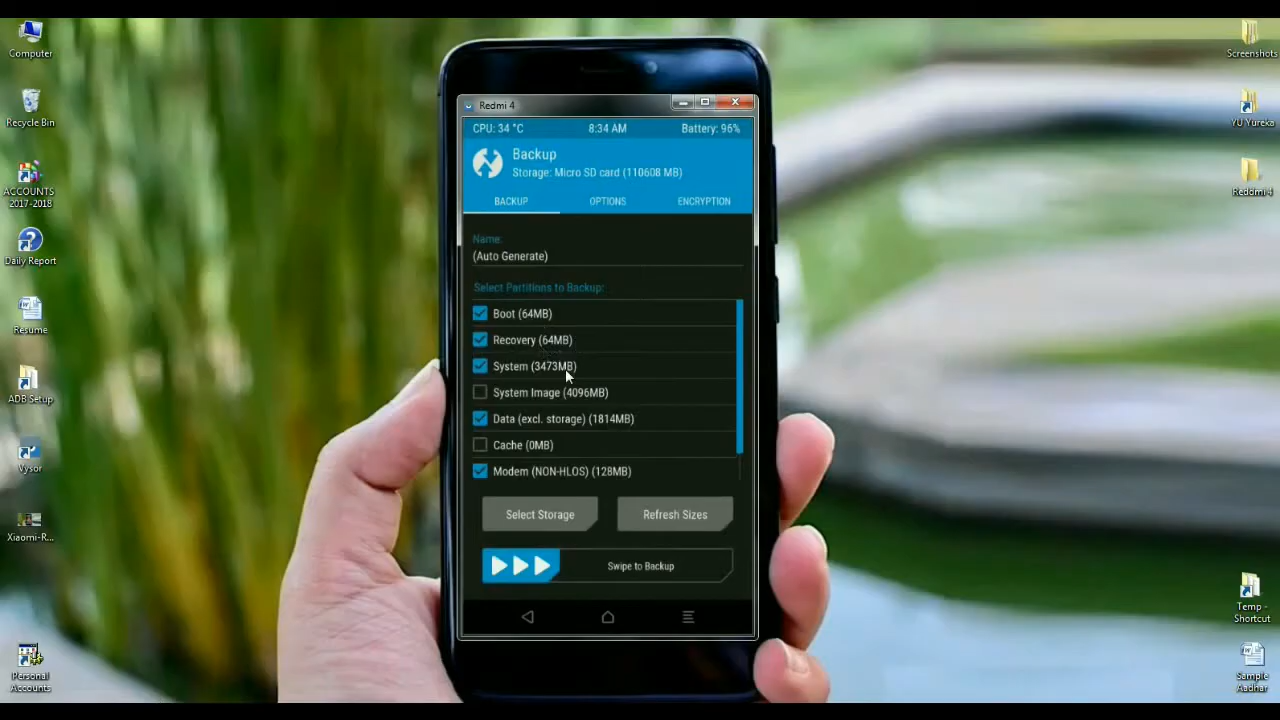 Computer
Recycle Bin
ACCOUNTS
2017-2018
Daily Report
Resume
ADB Setup
Vysor
Xiaomi-R...
Personal
Accounts
Redmi 4
CPU: 34 °C 8:34 AM Battery: 96%
Backup
Storage: Micro SD card (110608 MB)
BACKUP OPTIONS ENCRYPTION
Name:
(Auto Generate)
Select Partitions to Backup:
Boot (64MB)
Recovery (64MB)
System (3473MB)
System Image (4096MB)
Data (excl. storage) (1814MB)
Cache (0MB)
Modem (NON-HLOS) (128MB)
Select Storage Refresh Sizes
Swipe to Backup
Screenshots
YU Yureka
Redomi 4
Temp -
Shortcut
Sample
Aadhar